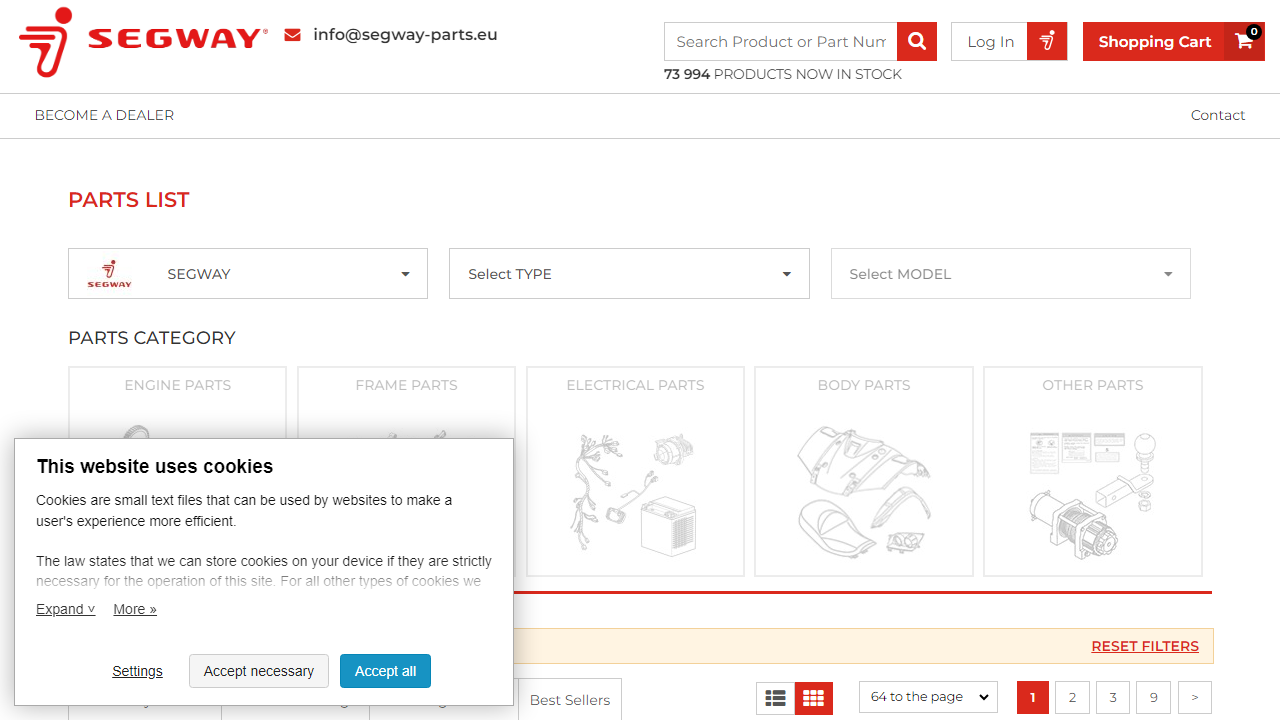 SEGWAY
info@segway-parts.eu
Search Product or Part Num
Log In
Shopping Cart
0
73 994 PRODUCTS NOW IN STOCK
BECOME A DEALER
Contact
PARTS LIST
SEGWAY
SEGWAY
Select TYPE
Select MODEL
PARTS CATEGORY
ENGINE PARTS
FRAME PARTS
ELECTRICAL PARTS
BODY PARTS
OTHER PARTS
This website uses cookies
Cookies are small text files that can be used by websites to make a
user's experience more efficient.
The law states that we can store cookies on your device if they are strictly
necessary for the operation of this site. For all other types of cookies we
Expand ˅
More »
Settings
Accept necessary
Accept all
RESET FILTERS
Best Sellers
64 to the page
1
2
3
9
>